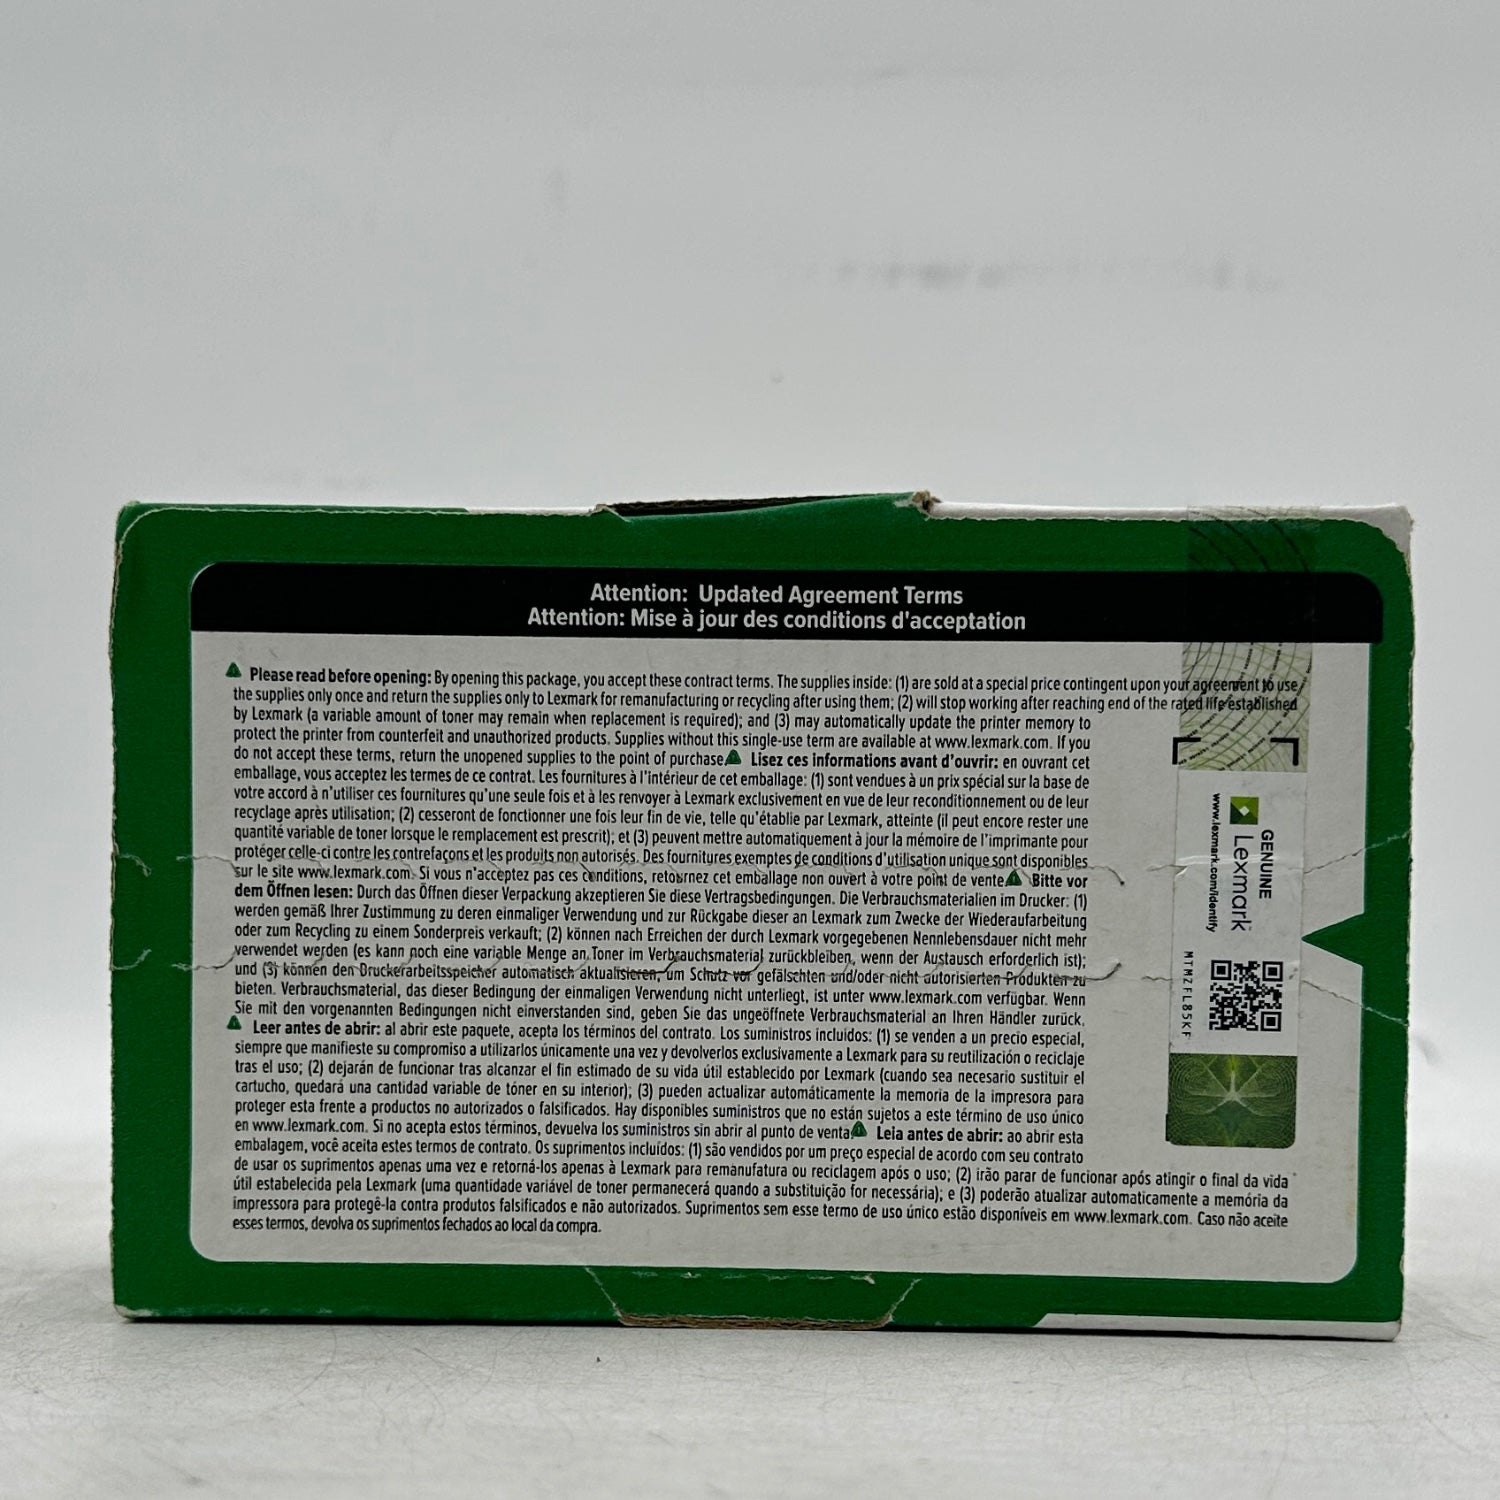 Attention: Updated Agreement Terms
Attention: Mise à jour des conditions d'acceptation
Please read before opening: By opening this package, you accept these contract terms. The supplies inside: (1) are sold at a special price contingent upon your agreement to use
the supplies only once and return the supplies only to Lexmark for remanufacturing or recycling after using them; (2) will stop working after reaching end of the rated life established
by Lexmark (a variable amount of toner may remain when replacement is required); and (3) may automatically update the printer memory to
protect the printer from counterfeit and unauthorized products. Supplies without this single-use term are available at www.lexmark.com. If you
do not accept these terms, return the unopened supplies to the point of purchase. Lisez ces informations avant d'ouvrir: en ouvrant cet
emballage, vous acceptez les termes de ce contrat. Les fournitures à l'intérieur de cet emballage: (1) sont vendues à un prix spécial sur la base de
votre accord à n'utiliser ces fournitures qu'une seule fois et à les renvoyer à Lexmark exclusivement en vue de leur reconditionnement ou de leur
recyclage après utilisation; (2) cesseront de fonctionner une fois leur fin de vie, telle qu'établie par Lexmark, atteinte (il peut encore rester une
quantité variable de toner lorsque le remplacement est prescrit); et (3) peuvent mettre automatiquement à jour la mémoire de l'imprimante pour
protéger celle-ci contre les contrefaçons et les produits non autorisés. Des fournitures exemptes de conditions d'utilisation unique sont disponibles
sur le site www.lexmark.com. Si vous n'acceptez pas ces conditions, retournez cet emballage non ouvert à votre point de vente. Bitte vor
dem Öffnen lesen: Durch das Öffnen dieser Verpackung akzeptieren Sie diese Vertragsbedingungen. Die Verbrauchsmaterialien im Drucker: (1)
werden gemäß Ihrer Zustimmung zu deren einmaliger Verwendung und zur Rückgabe dieser an Lexmark zum Zwecke der Wiederaufarbeitung
oder zum Recycling zu einem Sonderpreis verkauft; (2) können nach Erreichen der durch Lexmark vorgegebenen Nennlebensdauer nicht mehr
verwendet werden (es kann noch eine variable Menge an Toner im Verbrauchsmaterial zurückbleiben, wenn der Austausch erforderlich ist);
und (3) können den Druckerarbeitsspeicher automatisch aktualisieren, um Schutz vor gefälschten und/oder nicht autorisierten Produkten zu
bieten. Verbrauchsmaterial, das dieser Bedingung der einmaligen Verwendung nicht unterliegt, ist unter www.lexmark.com verfügbar. Wenn
Sie mit den vorgenannten Bedingungen nicht einverstanden sind, geben Sie das ungeöffnete Verbrauchsmaterial an Ihren Händler zurück.
Leer antes de abrir: al abrir este paquete, acepta los términos del contrato. Los suministros incluidos: (1) se venden a un precio especial,
siempre que manifieste su compromiso a utilizarlos únicamente una vez y devolverlos exclusivamente a Lexmark para su reutilización o reciclaje
tras el uso; (2) dejarán de funcionar tras alcanzar el fin estimado de su vida útil establecido por Lexmark (cuando sea necesario sustituir el
cartucho, quedará una cantidad variable de tóner en su interior); (3) pueden actualizar automáticamente la memoria de la impresora para
proteger esta frente a productos no autorizados o falsificados. Hay disponibles suministros que no están sujetos a este término de uso único
en www.lexmark.com. Si no acepta estos términos, devuelva los suministros sin abrir al punto de venta. Leia antes de abrir: ao abrir esta
embalagem, você aceita estes termos de contrato. Os suprimentos incluídos: (1) são vendidos por um preço especial de acordo com seu contrato
de usar os suprimentos apenas uma vez e retorná-los apenas à Lexmark para remanufatura ou reciclagem após o uso; (2) irão parar de funcionar após atingir o final da vida
útil estabelecida pela Lexmark (uma quantidade variável de toner permanecerá quando a substituição for necessária); e (3) poderão atualizar automaticamente a memória da
impressora para protegê-la contra produtos falsificados e não autorizados. Suprimentos sem esse termo de uso único estão disponíveis em www.lexmark.com. Caso não aceite
esses termos, devolva os suprimentos fechados ao local da compra.
GENUINE
Lexmark
www.lexmark.com/identify
MTMZFL85KF